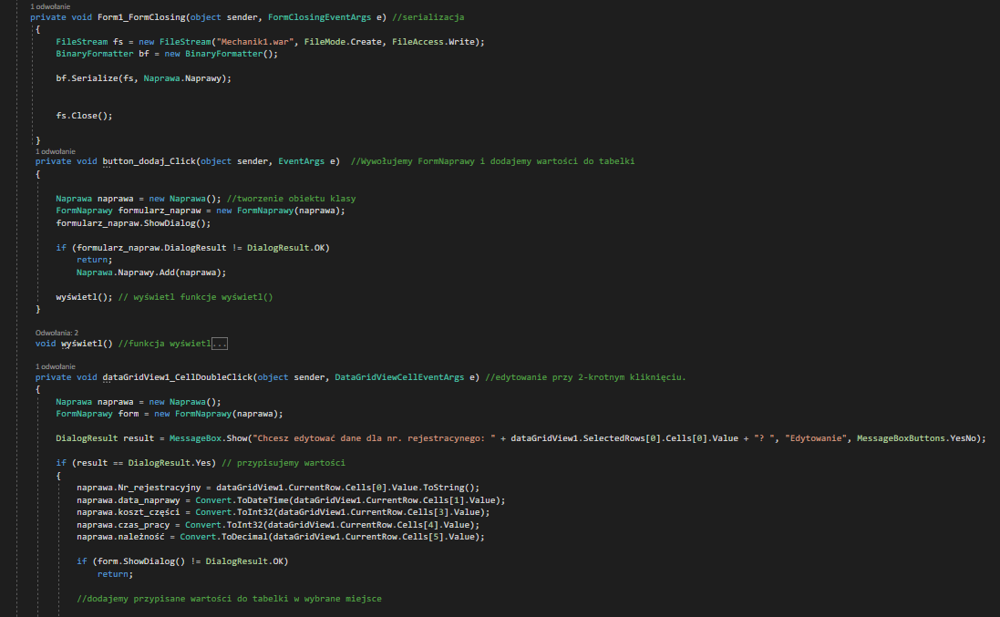 1 odwołanie
private void Form1_FormClosing(object sender, FormClosingEventArgs e) //serializacja
{
FileStream fs = new FileStream("Mechanik1.war", FileMode.Create, FileAccess.Write);
BinaryFormatter bf = new BinaryFormatter();
bf.Serialize(fs, Naprawa.Naprawy);
fs.Close();
}
1 odwołanie
private void button_dodaj_Click(object sender, EventArgs e)  //Wywołujemy FormNaprawy i dodajemy wartości do tabelki
{
Naprawa naprawa = new Naprawa(); //tworzenie obiektu klasy
FormNaprawy formularz_napraw = new FormNaprawy(naprawa);
formularz_napraw.ShowDialog();
if (formularz_napraw.DialogResult != DialogResult.OK)
return;
Naprawa.Naprawy.Add(naprawa);
wyświetl(); // wyświetl funkcje wyświetl()
}
Odwołania: 2
void wyświetl() //funkcja wyświetl...
1 odwołanie
private void dataGridView1_CellDoubleClick(object sender, DataGridViewCellEventArgs e) //edytowanie przy 2-krotnym kliknięciu.
{
Naprawa naprawa = new Naprawa();
FormNaprawy form = new FormNaprawy(naprawa);
DialogResult result = MessageBox.Show("Chcesz edytować dane dla nr. rejestracynego: " + dataGridView1.SelectedRows[0].Cells[0].Value + "? ", "Edytowanie", MessageBoxButtons.YesNo);
if (result == DialogResult.Yes) // przypisujemy wartości
{
naprawa.Nr_rejestracyjny = dataGridView1.CurrentRow.Cells[0].Value.ToString();
naprawa.data_naprawy = Convert.ToDateTime(dataGridView1.CurrentRow.Cells[1].Value);
naprawa.koszt_części = Convert.ToInt32(dataGridView1.CurrentRow.Cells[3].Value);
naprawa.czas_pracy = Convert.ToInt32(dataGridView1.CurrentRow.Cells[4].Value);
naprawa.należność = Convert.ToDecimal(dataGridView1.CurrentRow.Cells[5].Value);
if (form.ShowDialog() != DialogResult.OK)
return;
//dodajemy przypisane wartości do tabelki w wybrane miejsce